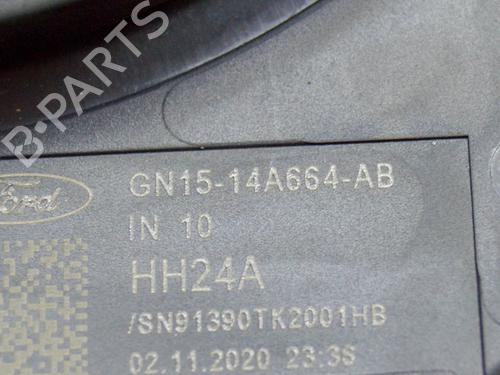 B-PARTS
Ford
GN15-14A664-AB
IN 10
HH24A
/SN91390TK2001HB
02.11.2020 23:38